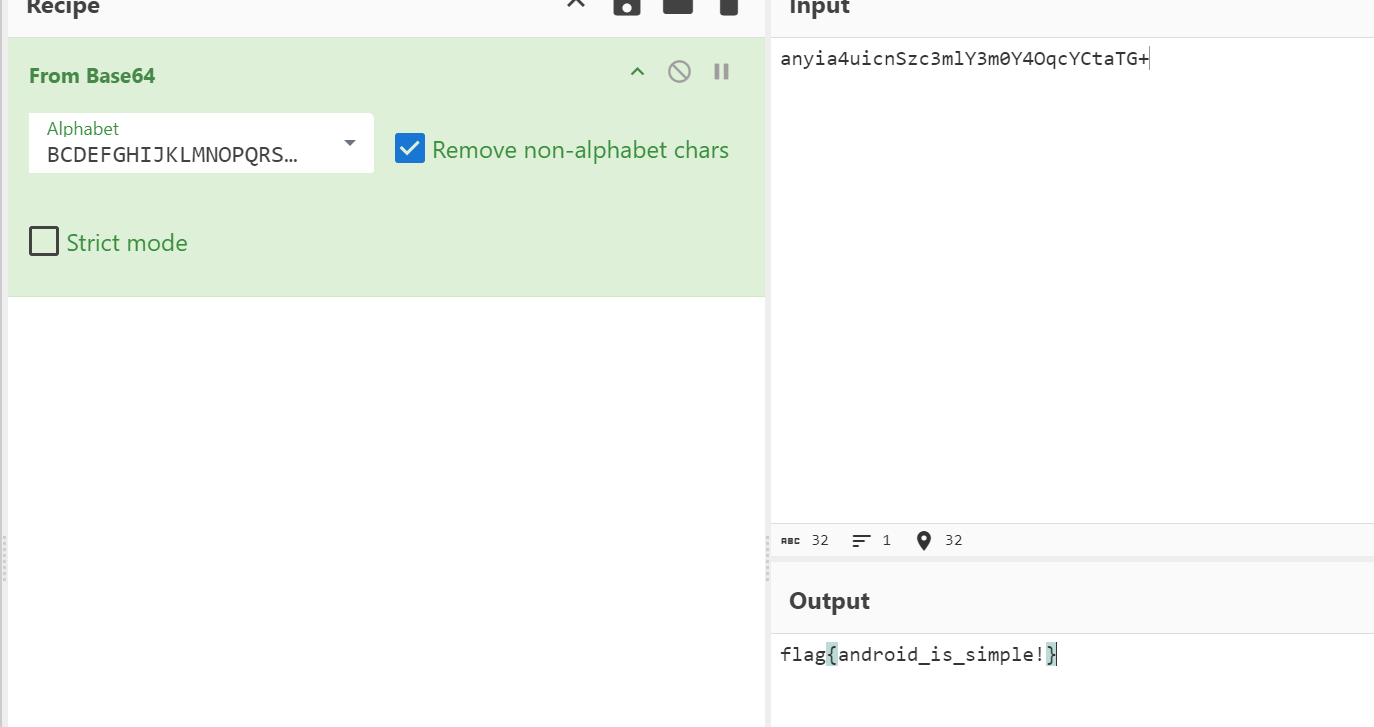 Recipe
From Base64
Alphabet
BCDEFGHIJKLMNOPQRS…
Remove non-alphabet chars
Strict mode
Input
anyia4uicnSzc3mlY3m0Y4OqcYCtaTG+
ABC 32 1 32
Output
flag{android_is_simple!}